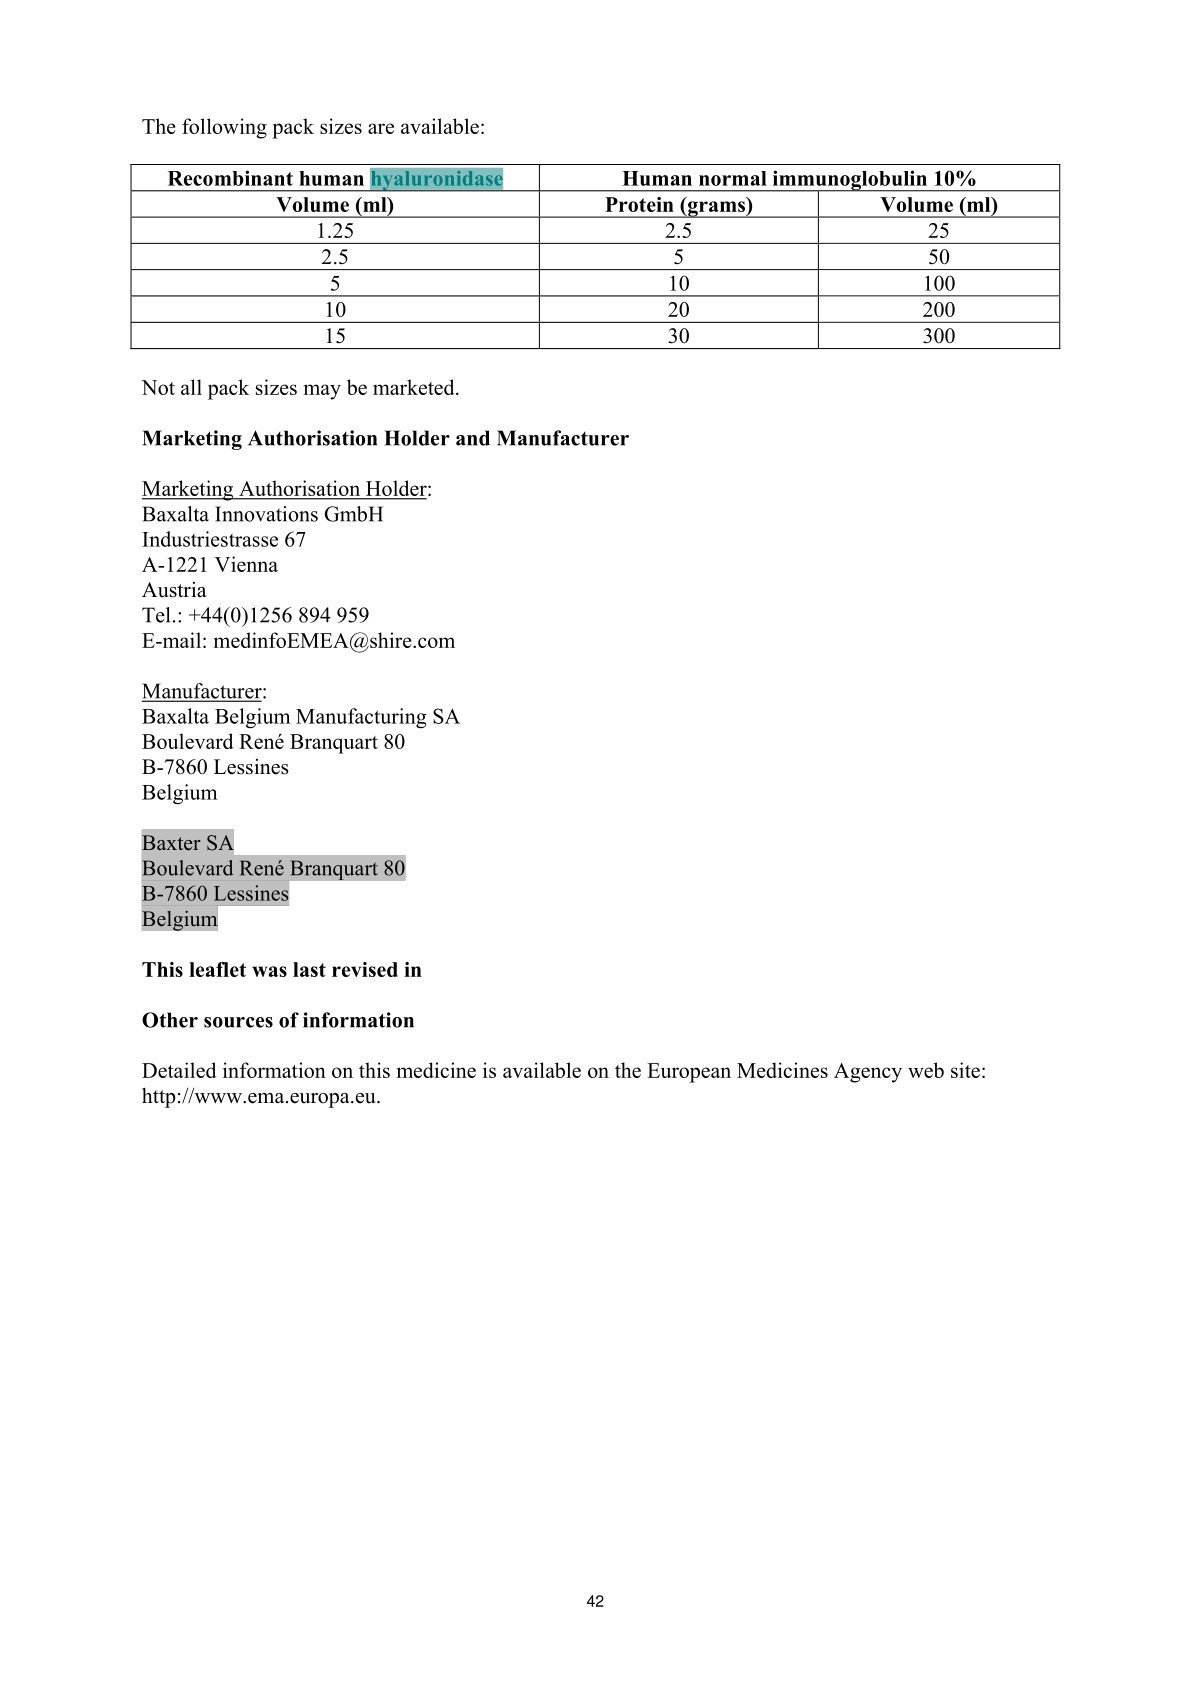 The following pack sizes are available:
Recombinant human hyaluronidase Human normal immunoglobulin 10%
Volume (ml) Protein (grams) Volume (ml)
1.25 2.5 25
2.5 5 50
5 10 100
10 20 200
15 30 300
Not all pack sizes may be marketed.
Marketing Authorisation Holder and Manufacturer
Marketing Authorisation Holder:
Baxalta Innovations GmbH
Industriestrasse 67
A-1221 Vienna
Austria
Tel.: +44(0)1256 894 959
E-mail: medinfoEMEA@shire.com
Manufacturer:
Baxalta Belgium Manufacturing SA
Boulevard René Branquart 80
B-7860 Lessines
Belgium
Baxter SA
Boulevard René Branquart 80
B-7860 Lessines
Belgium
This leaflet was last revised in
Other sources of information
Detailed information on this medicine is available on the European Medicines Agency web site:
http://www.ema.europa.eu.
42